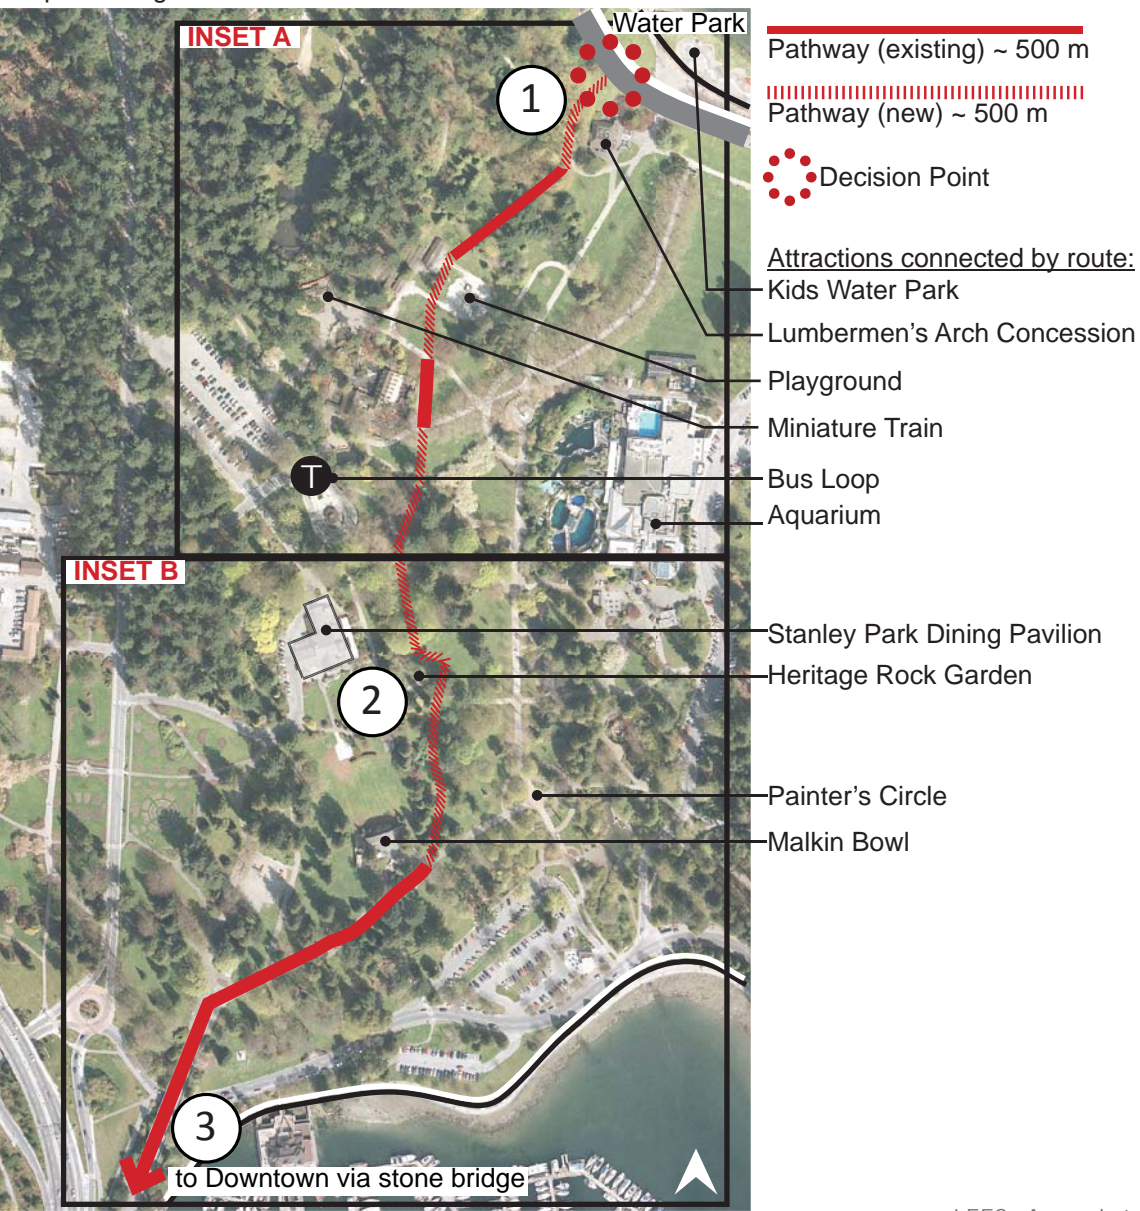 Water Park
INSET A
1
Pathway (existing) ~ 500 m
Pathway (new) ~ 500 m
Decision Point
Attractions connected by route:
Kids Water Park
Lumbermen's Arch Concession
Playground
Miniature Train
T
Bus Loop
Aquarium
INSET B
Stanley Park Dining Pavilion
Heritage Rock Garden
2
Painter's Circle
Malkin Bowl
3
to Downtown via stone bridge